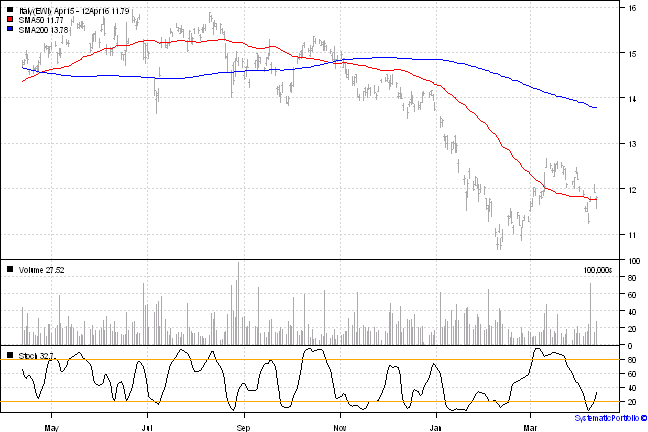 Italy(EWI) Apr15 - 12Apr16 11.79
SMA50 11.77
SMA200 13.78
16
15
14
13
12
11
Volume 27.52
100,000s
100
80
60
40
20
0
Stoch 32.7
80
40
20
May
Jul
Sep
Nov
Jan
Mar
SystematicPortfolio ©